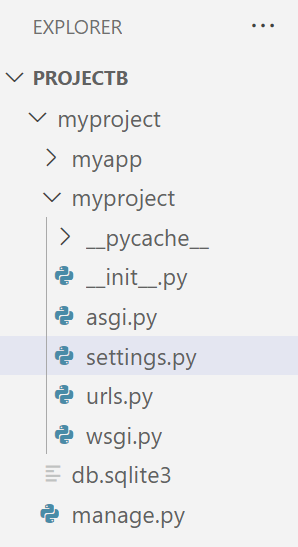 EXPLORER ...
PROJECTB
myproject
myapp
myproject
__pycache__
__init__.py
asgi.py
settings.py
urls.py
wsgi.py
db.sqlite3
manage.py